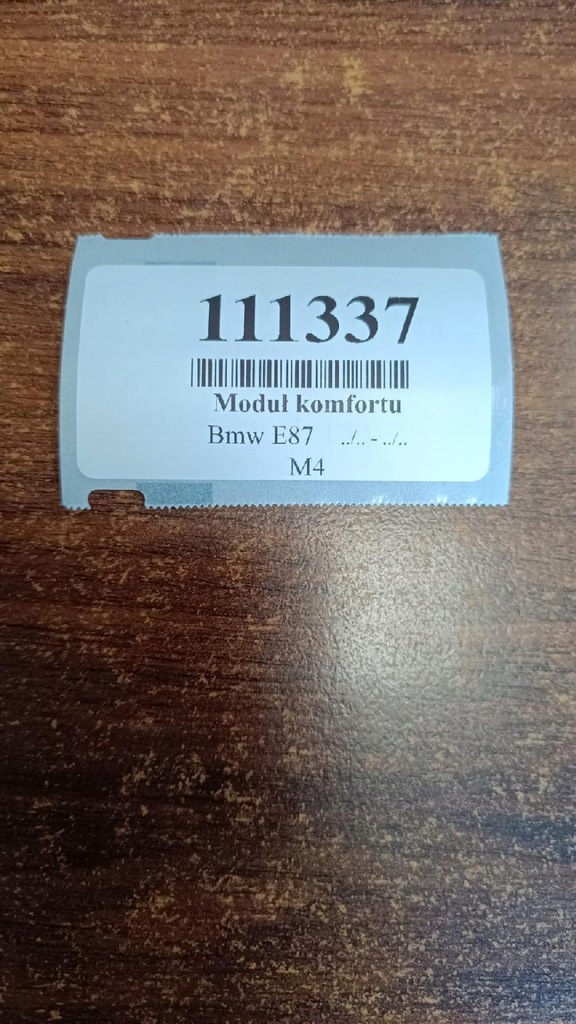 111337
Moduł komfortu
Bmw E87 ../.. - ../..
M4